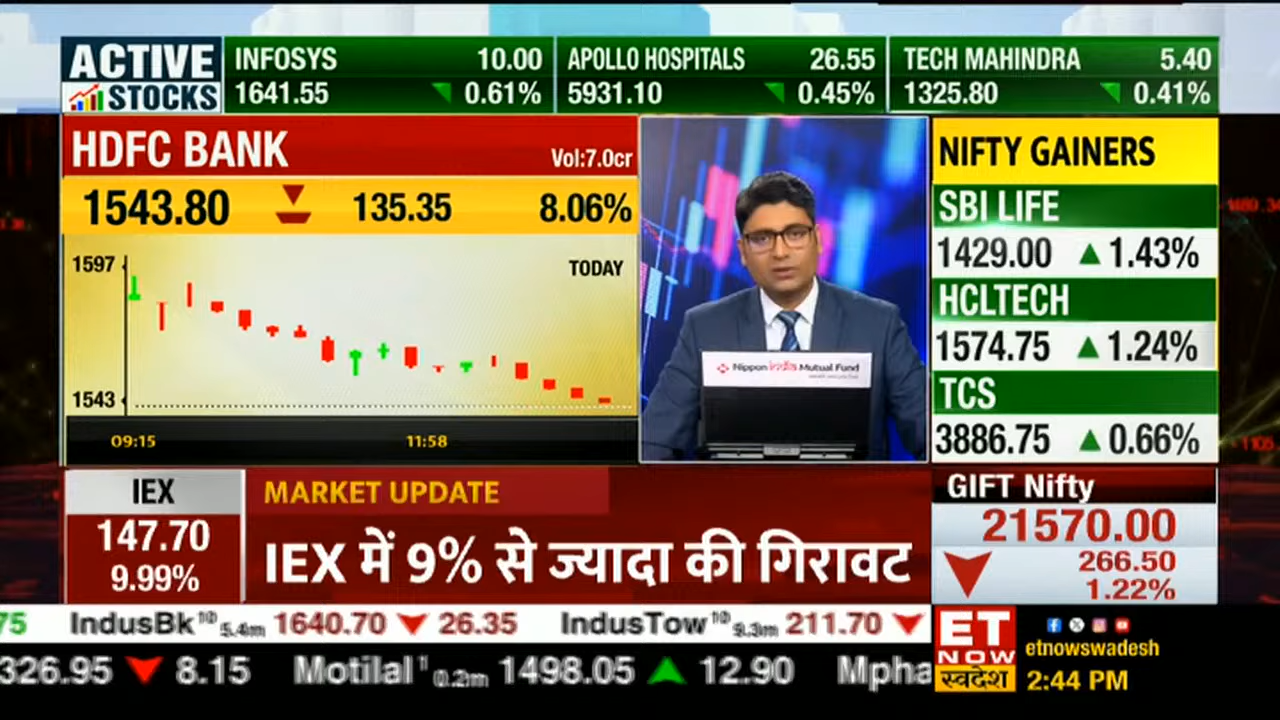 ACTIVE
STOCKS
INFOSYS 10.00
1641.55 0.61%
APOLLO HOSPITALS 26.55
5931.10 0.45%
TECH MAHINDRA 5.40
1325.80 0.41%
HDFC BANK Vol:7.0cr
1543.80 135.35 8.06%
1597
TODAY
1543
09:15 11:58
Nippon india Mutual Fund
NIFTY GAINERS
SBI LIFE
1429.00 1.43%
HCLTECH
1574.75 1.24%
TCS
3886.75 0.66%
IEX
147.70
9.99%
MARKET UPDATE
IEX में 9% से ज्यादा की गिरावट
GIFT Nifty
21570.00
266.50
1.22%
75 IndusBk 10 5.4m 1640.70 26.35 IndusTow 10 9.3m 211.70
326.95 8.15 Motilal 1 0.2m 1498.05 12.90 Mpha
ET
NOW
स्वदेश
etnowswadesh
2:44 PM